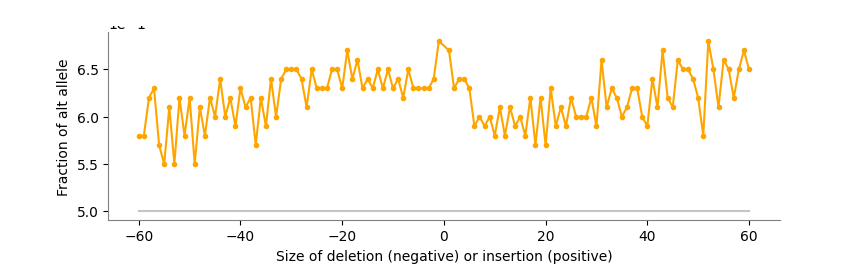 Fraction of alt allele
6.5
6.0
5.5
5.0
−60 −40 −20 0 20 40 60
Size of deletion (negative) or insertion (positive)